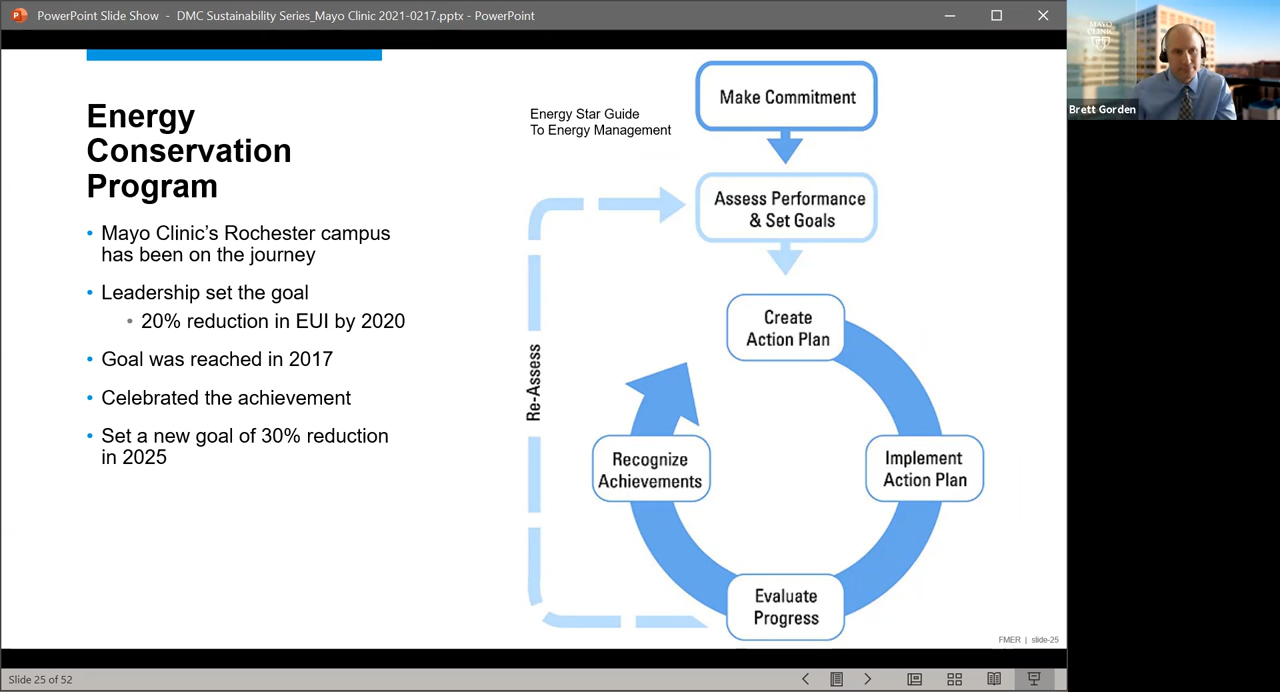 PowerPoint Slide Show - DMC Sustainability Series_Mayo Clinic 2021-0217.pptx - PowerPoint
MAYO
CLINIC
Brett Gorden
Energy
Conservation
Program
• Mayo Clinic’s Rochester campus
has been on the journey
• Leadership set the goal
• 20% reduction in EUI by 2020
• Goal was reached in 2017
• Celebrated the achievement
• Set a new goal of 30% reduction
in 2025
Energy Star Guide
To Energy Management
Make Commitment
Assess Performance
& Set Goals
Create
Action Plan
Implement
Action Plan
Evaluate
Progress
Recognize
Achievements
Re-Assess
FMER | slide-25
Slide 25 of 52